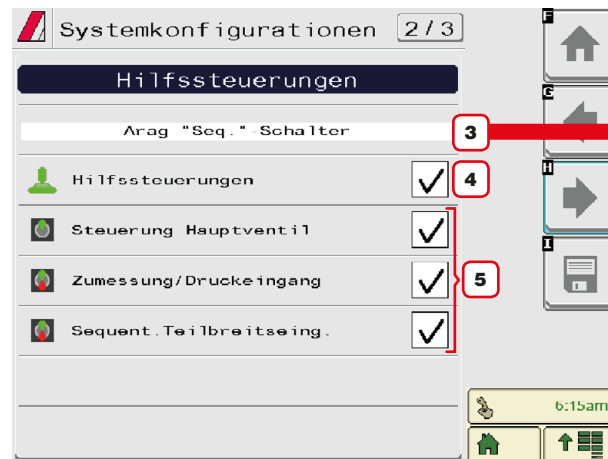 Systemkonfigurationen 2/3
F
Hilfssteuerungen
G
Arag "Seq."-Schalter
3
Hilfssteuerungen
4
H
Steuerung Hauptventil
I
Zumessung/Druckeingang
5
Sequent.Teilbreitseing.
6:15am